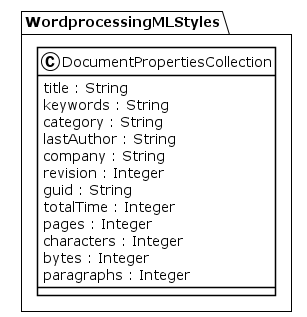 WordprocessingMLStyles
C DocumentPropertiesCollection
title : String
keywords : String
category : String
lastAuthor : String
company : String
revision : Integer
guid : String
totalTime : Integer
pages : Integer
characters : Integer
bytes : Integer
paragraphs : Integer